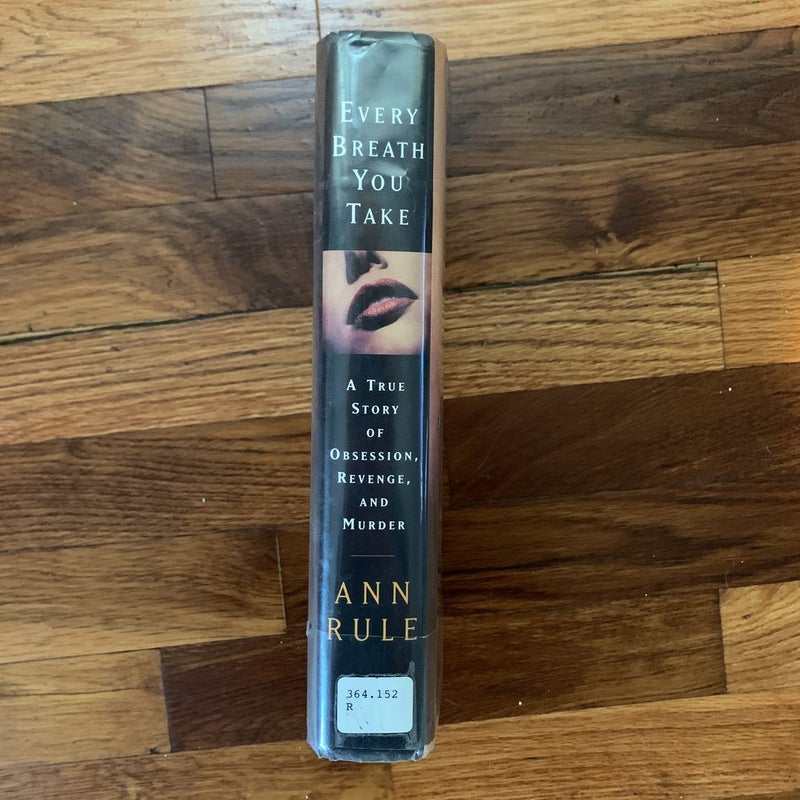 EVERY
BREATH
YOU
TAKE
A TRUE
STORY
OF
OBSESSION,
REVENGE,
AND
MURDER
ANN
RULE
364.152
R